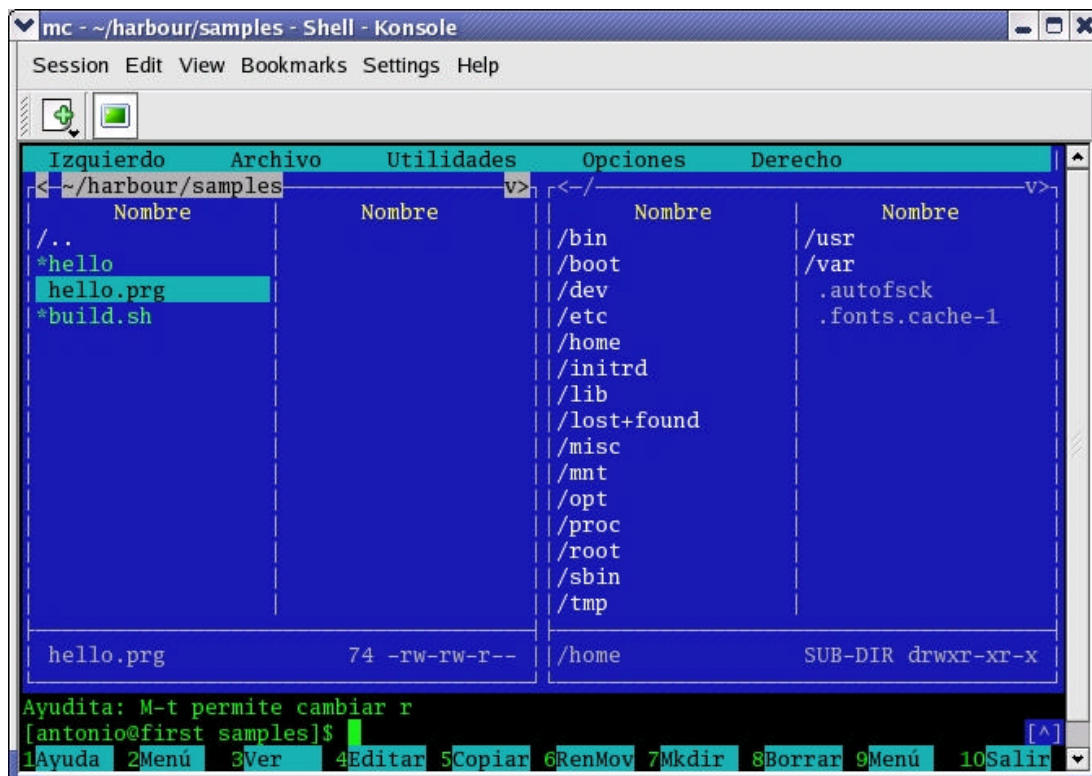 mc - ~/harbour/samples - Shell - Konsole
Session Edit View Bookmarks Settings Help
Izquierdo Archivo Utilidades Opciones Derecho
<-~/harbour/samples v> <-/ v>
Nombre Nombre Nombre Nombre
/.. /bin /usr
*hello /boot /var
hello.prg /dev .autofsck
*build.sh /etc .fonts.cache-1
/home
/initrd
/lib
/lost+found
/misc
/mnt
/opt
/proc
/root
/sbin
/tmp
hello.prg 74 -rw-rw-r-- /home SUB-DIR drwxr-xr-x
Ayudita: M-t permite cambiar r
[antonio@first samples]$ [^]
1Ayuda 2Menú 3Ver 4Editar 5Copiar 6RenMov 7Mkdir 8Borrar 9Menú 10Salir